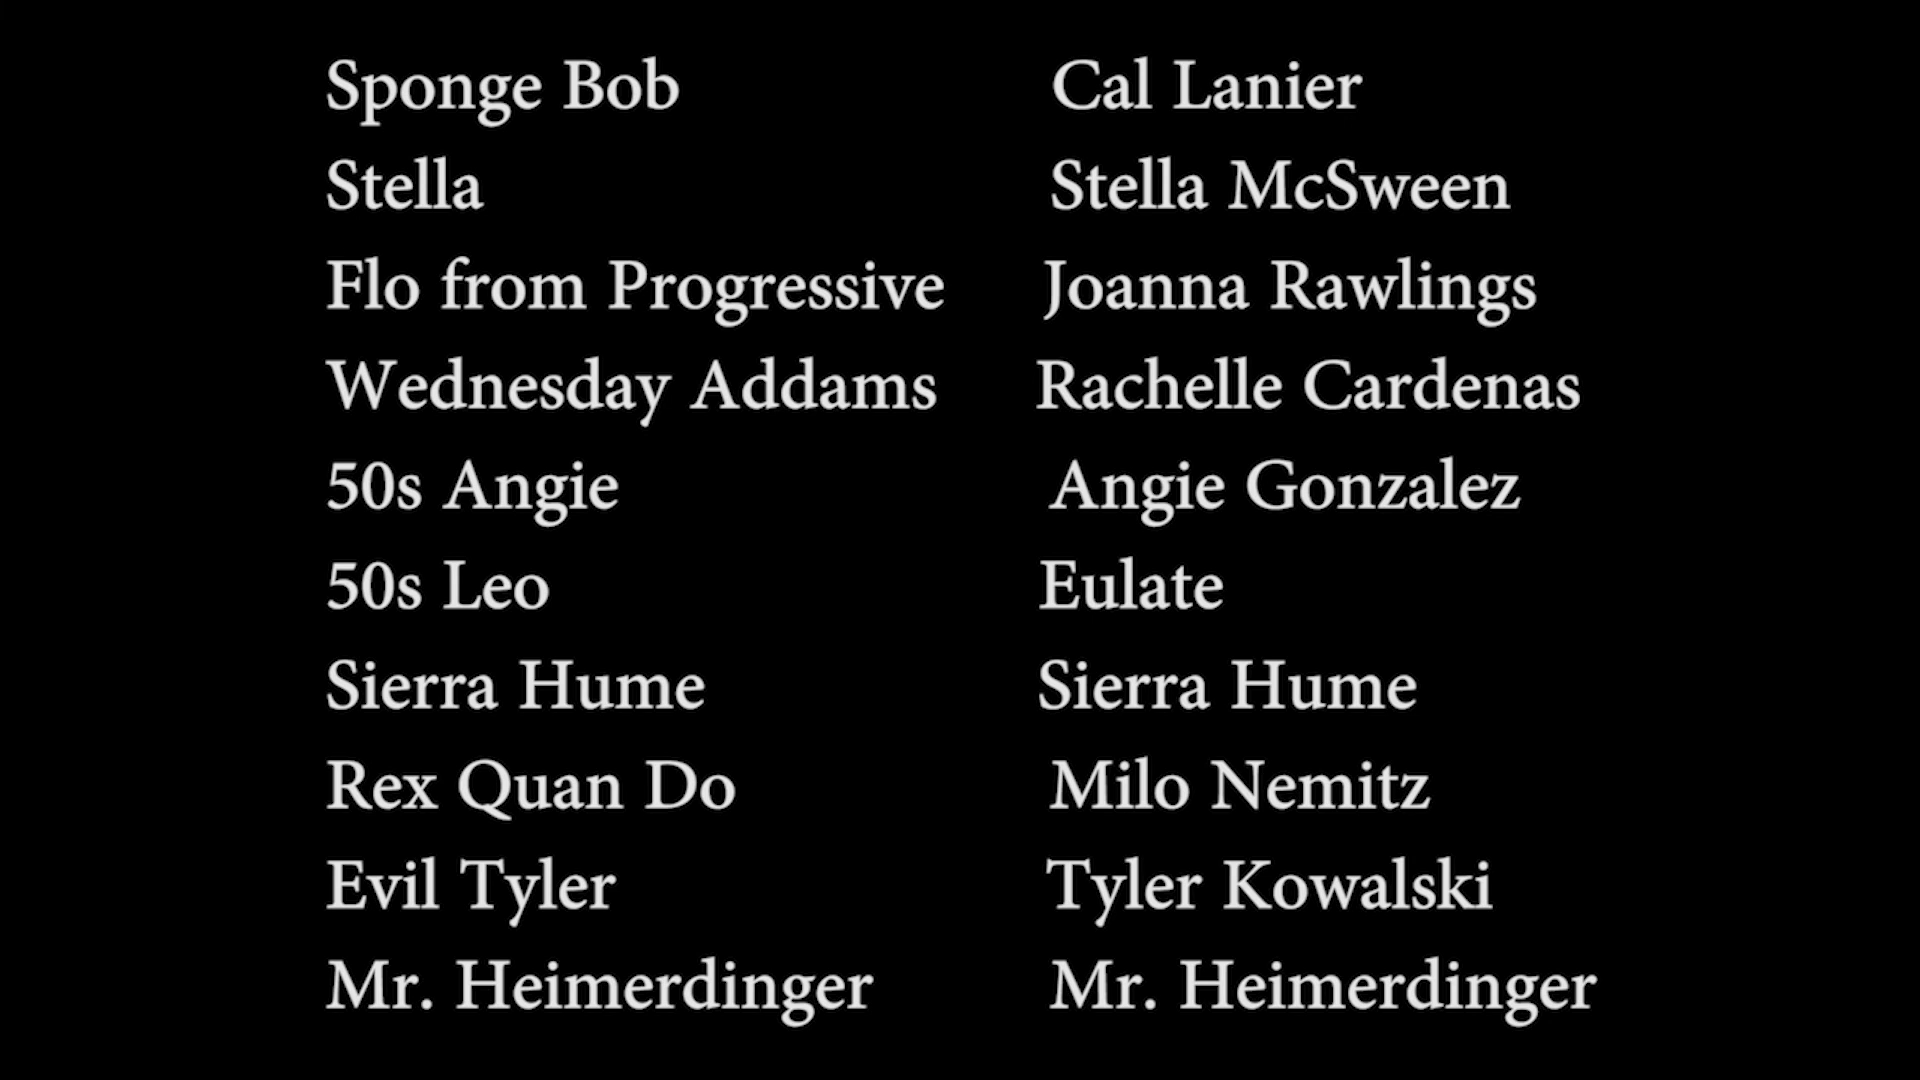 Sponge Bob Cal Lanier
Stella Stella McSween
Flo from Progressive Joanna Rawlings
Wednesday Addams Rachelle Cardenas
50s Angie Angie Gonzalez
50s Leo Eulate
Sierra Hume Sierra Hume
Rex Quan Do Milo Nemitz
Evil Tyler Tyler Kowalski
Mr. Heimerdinger Mr. Heimerdinger